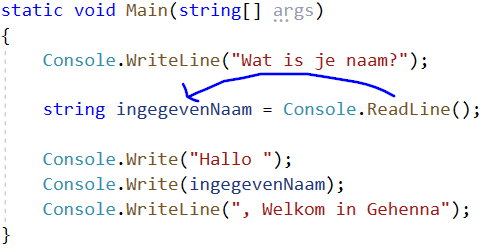 static void Main(string[] args)
{
Console.WriteLine("Wat is je naam?");
string ingegevenNaam = Console.ReadLine();
Console.Write("Hallo ");
Console.Write(ingegevenNaam);
Console.WriteLine(", Welkom in Gehenna");
}